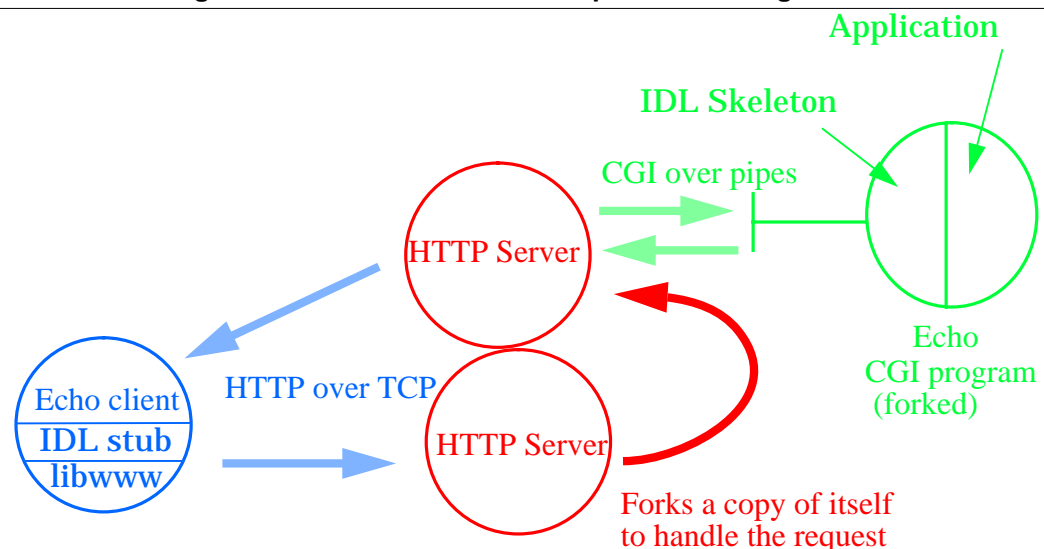 Application
IDL Skeleton
CGI over pipes
HTTP Server
Echo
CGI program
(forked)
HTTP over TCP
Echo client
IDL stub
libwww
HTTP Server
Forks a copy of itself
to handle the request